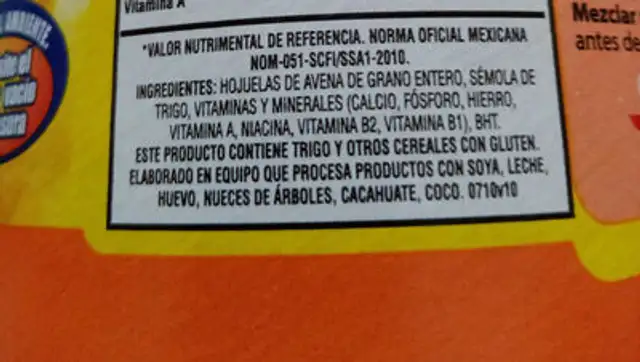 Vitamina A
*VALOR NUTRIMENTAL DE REFERENCIA. NORMA OFICIAL MEXICANA
NOM-051-SCFI/SSA1-2010.
INGREDIENTES: HOJUELAS DE AVENA DE GRANO ENTERO, SÉMOLA DE
TRIGO, VITAMINAS Y MINERALES (CALCIO, FÓSFORO, HIERRO,
VITAMINA A, NIACINA, VITAMINA B2, VITAMINA B1), BHT.
ESTE PRODUCTO CONTIENE TRIGO Y OTROS CEREALES CON GLUTEN.
ELABORADO EN EQUIPO QUE PROCESA PRODUCTOS CON SOYA, LECHE,
HUEVO, NUECES DE ÁRBOLES, CACAHUATE, COCO. 0710v10
Mezclar
antes de
AMBIENTE.
el